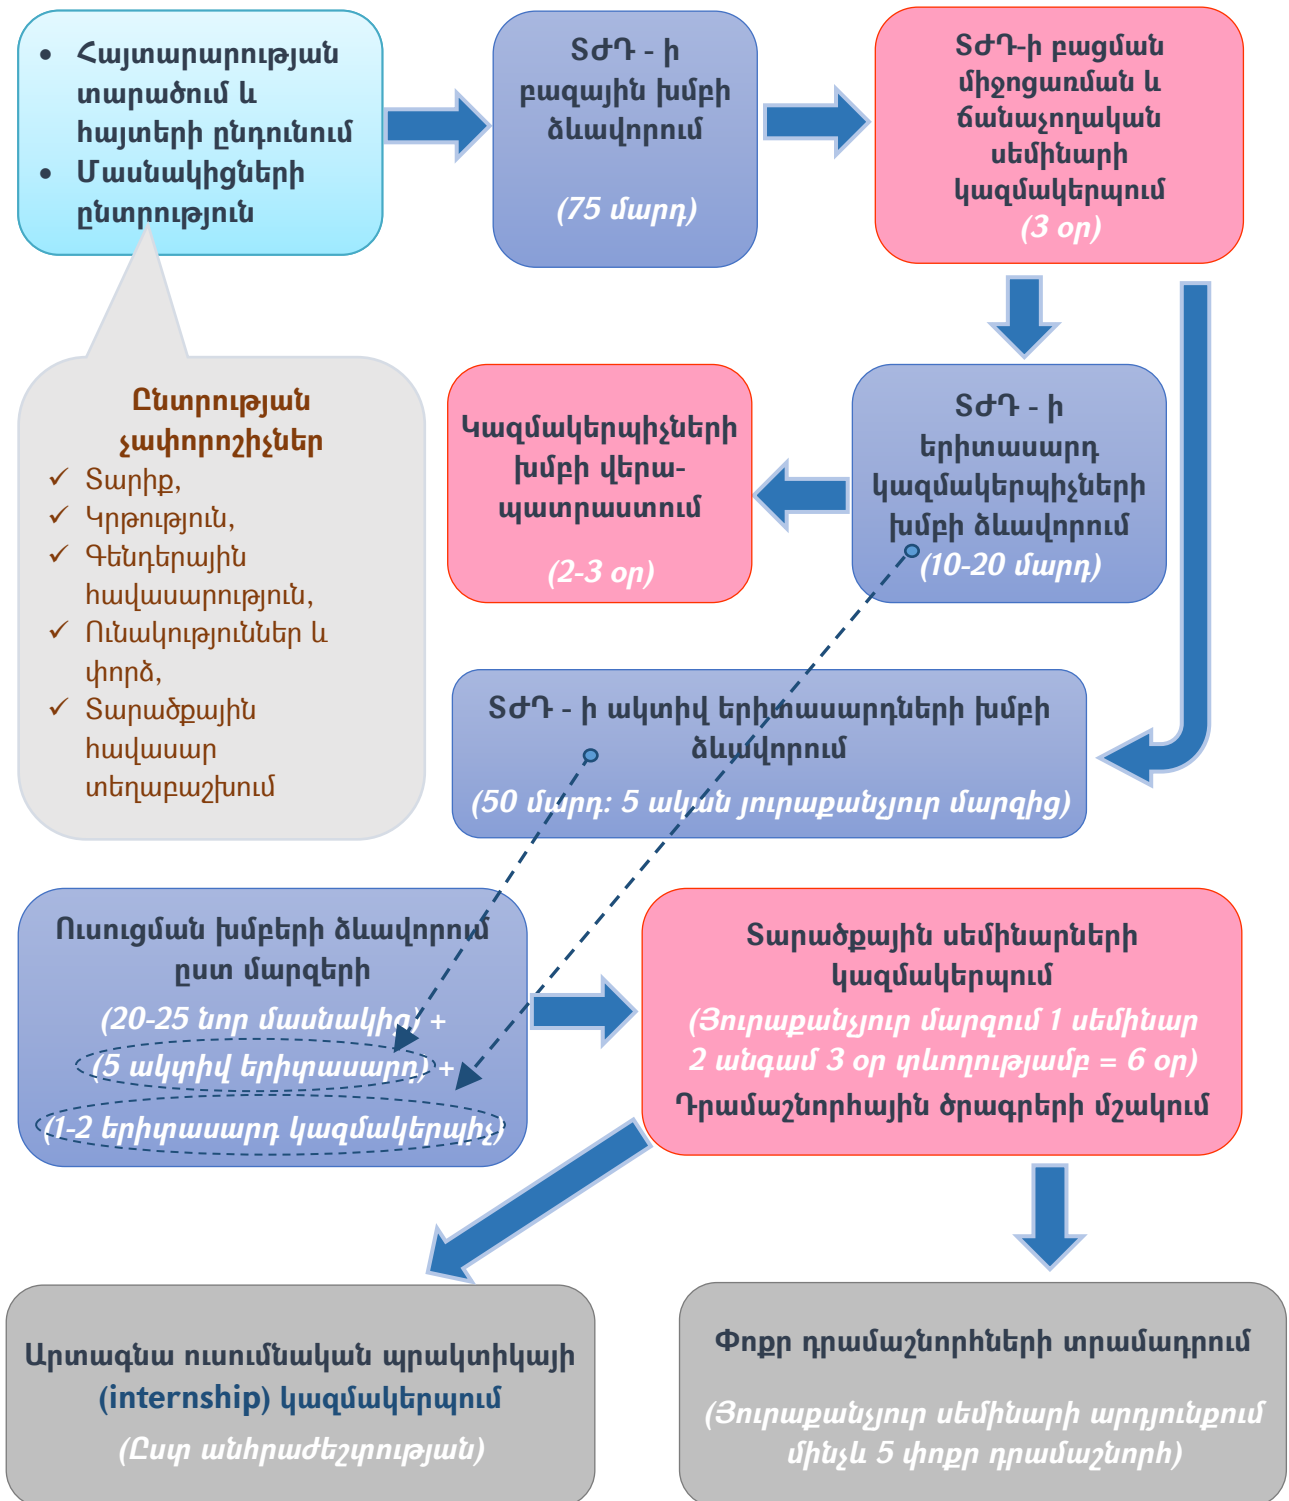 • Հայտարարության
տարածում և
հայտերի ընդունում
• Մասնակիցների
ընտրություն
ՏԺԴ - ի
բազային խմբի
ձևավորում
(75 մարդ)
ՏԺԴ-ի բացման
միջոցառման և
ճանաչողական
սեմինարի
կազմակերպում
(3 օր)
Ընտրության
չափորոշիչներ
✓ Տարիք,
✓ Կրթություն,
✓ Գենդերային
հավասարություն,
✓ Ունակություններ և
փորձ,
✓ Տարածքային
հավասար
տեղաբաշխում
Կազմակերպիչների
խմբի վերա-
պատրաստում
(2-3 օր)
ՏԺԴ - ի
երիտասարդ
կազմակերպիչների
խմբի ձևավորում
(10-20 մարդ)
ՏԺԴ - ի ակտիվ երիտասարդների խմբի
ձևավորում
(50 մարդ: 5 ական յուրաքանչյուր մարզից)
Ուսուցման խմբերի ձևավորում
ըստ մարզերի
(20-25 նոր մասնակից) +
(5 ակտիվ երիտասարդ) +
(1-2 երիտասարդ կազմակերպիչ)
Տարածքային սեմինարների
կազմակերպում
(Յուրաքանչյուր մարզում 1 սեմինար
2 անգամ 3 օր տևողությամբ = 6 օր)
Դրամաշնորհային ծրագրերի մշակում
Արտագնա ուսումնական պրակտիկայի
(internship) կազմակերպում
(Ըստ անհրաժեշտության)
Փոքր դրամաշնորհների տրամադրում
(Յուրաքանչյուր սեմինարի արդյունքում
մինչև 5 փոքր դրամաշնորհ)